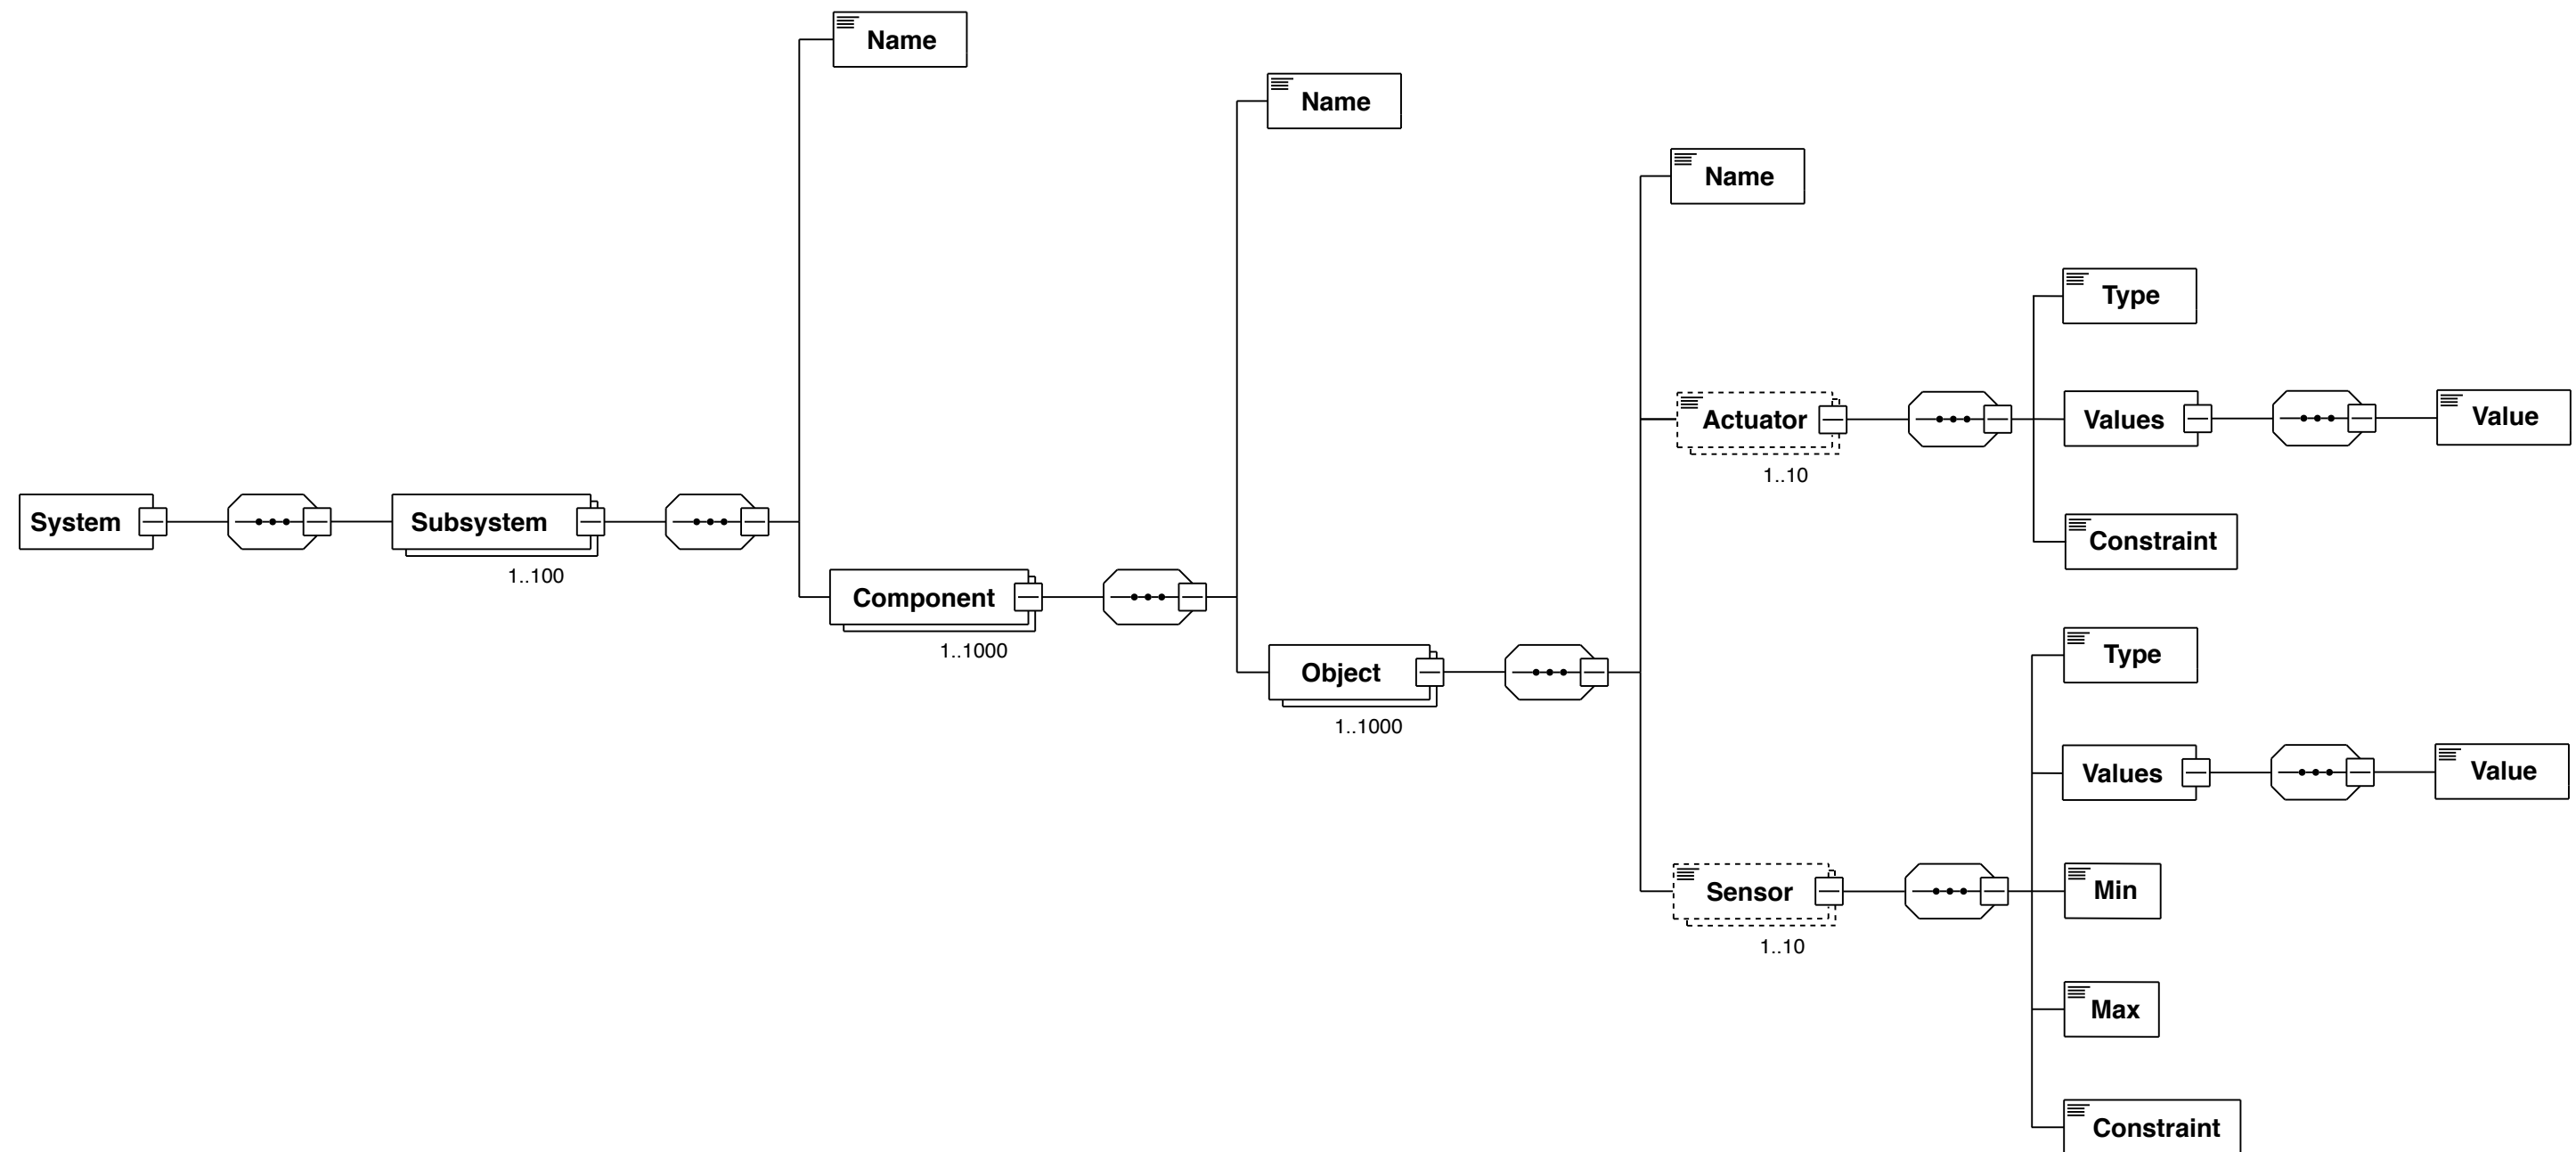 Name
Name
Name
Type
Actuator
Values
Value
1..10
System
Subsystem
Constraint
1..100
Component
1..1000
Type
Object
1..1000
Values
Value
Sensor
Min
1..10
Max
Constraint